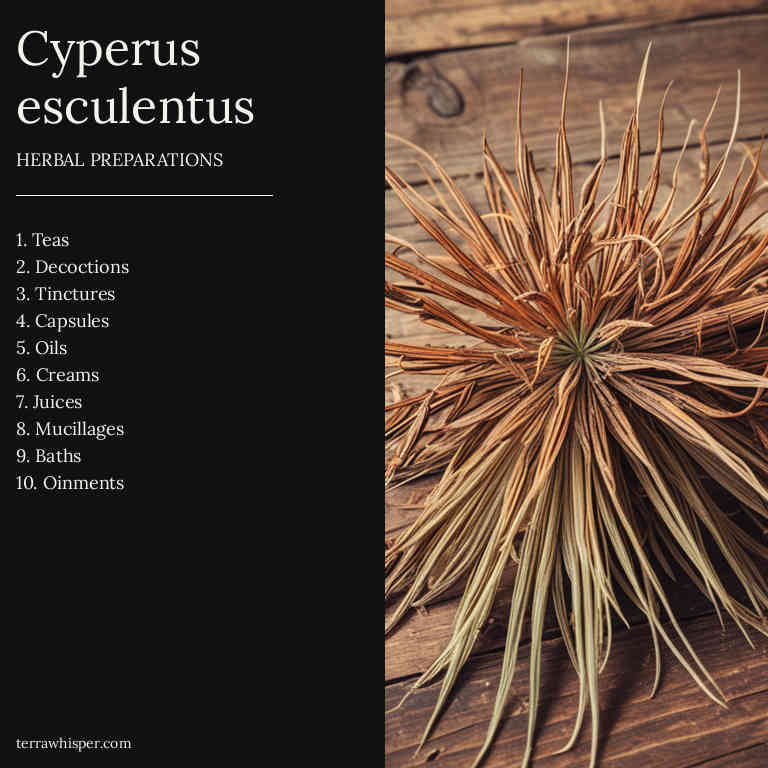 Cyperus
esculentus
HERBAL PREPARATIONS
1. Teas
2. Decoctions
3. Tinctures
4. Capsules
5. Oils
6. Creams
7. Juices
8. Mucillages
9. Baths
10. Oinments
terrawhisper.com